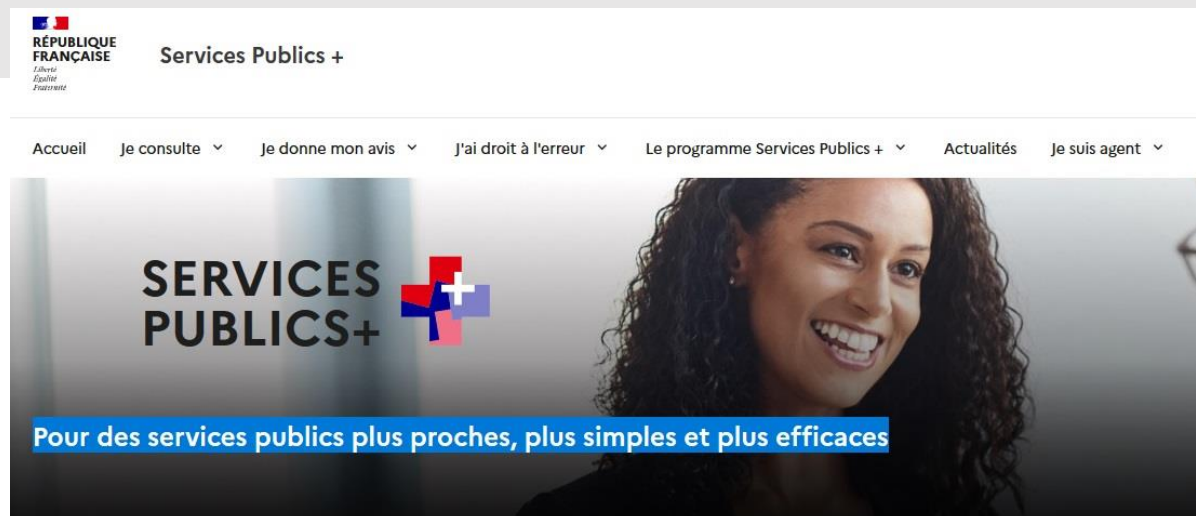 RÉPUBLIQUE
FRANÇAISE
Liberté
Égalité
Fraternité
Services Publics +
Accueil Je consulte Je donne mon avis J'ai droit à l'erreur Le programme Services Publics + Actualités Je suis agent
SERVICES
PUBLICS+
Pour des services publics plus proches, plus simples et plus efficaces